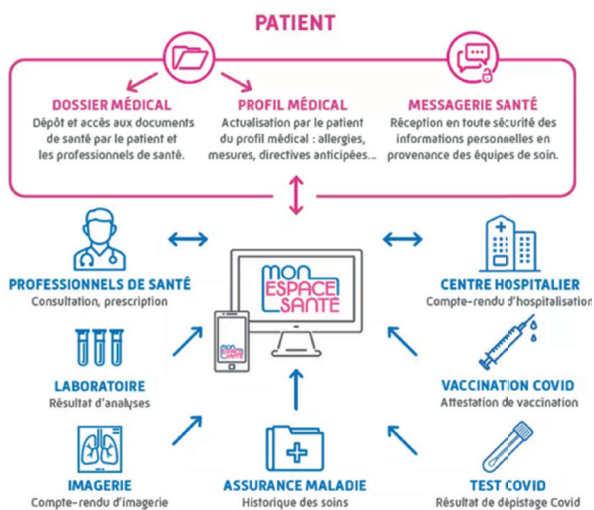 PATIENT
DOSSIER MÉDICAL
Dépôt et accès aux documents
de santé par le patient et
les professionnels de santé.
PROFIL MÉDICAL
Actualisation par le patient
du profil médical : allergies,
mesures, directives anticipées...
MESSAGERIE SANTÉ
Réception en toute sécurité des
informations personnelles en
provenance des équipes de soin.
PROFESSIONNELS DE SANTÉ
Consultation, prescription
mon
ESPACE
SANTÉ
mon
ESPACE
SANTÉ
CENTRE HOSPITALIER
Compte-rendu d'hospitalisation
LABORATOIRE
Résultat d'analyses
VACCINATION COVID
Attestation de vaccination
IMAGERIE
Compte-rendu d'imagerie
ASSURANCE MALADIE
Historique des soins
TEST COVID
Résultat de dépistage Covid